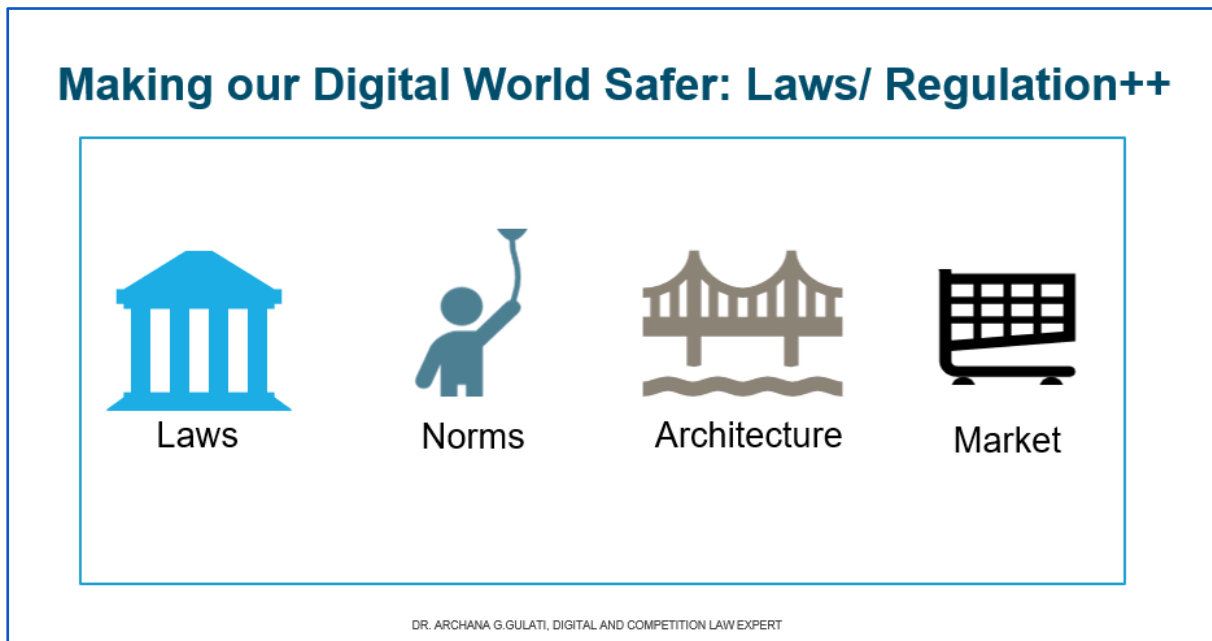 Making our Digital World Safer: Laws/ Regulation++
Laws
Norms
Architecture
Market
DR. ARCHANA G.GULATI, DIGITAL AND COMPETITION LAW EXPERT